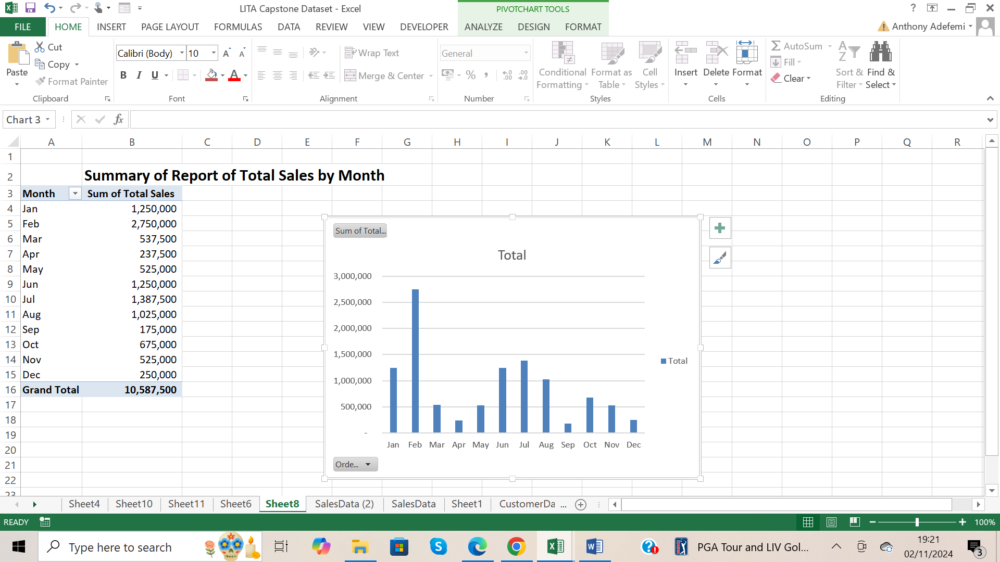 LITA Capstone Dataset - Excel
PIVOTCHART TOOLS
?
FILE HOME INSERT PAGE LAYOUT FORMULAS DATA REVIEW VIEW DEVELOPER ANALYZE DESIGN FORMAT Anthony Adefemi
Paste Cut Copy Format Painter Clipboard
Calibri (Body) 10 A A B I U A Font
Wrap Text Merge & Center Alignment
General % , .0 .00 .00 .0 Number
Conditional Formatting Format as Table Cell Styles Styles
Insert Delete Format Cells
AutoSum Fill Clear Sort & Filter Find & Select Editing
Chart 3 fx
A B C D E F G H I J K L M N O P Q R
1
2 Summary of Report of Total Sales by Month
3 Month Sum of Total Sales
4 Jan 1,250,000
5 Feb 2,750,000
6 Mar 537,500
7 Apr 237,500
8 May 525,000
9 Jun 1,250,000
10 Jul 1,387,500
11 Aug 1,025,000
12 Sep 175,000
13 Oct 675,000
14 Nov 525,000
15 Dec 250,000
16 Grand Total 10,587,500
17
18
19
20
21
22
23
Sum of Total...
Total
3,000,000
2,500,000
2,000,000
1,500,000
1,000,000
500,000
-
Jan Feb Mar Apr May Jun Jul Aug Sep Oct Nov Dec
Total
Orde...
Sheet4 Sheet10 Sheet11 Sheet6 Sheet8 SalesData (2) SalesData Sheet1 CustomerDa ...
READY 100%
Type here to search
PGA Tour and LIV Gol...
19:21
02/11/2024
3